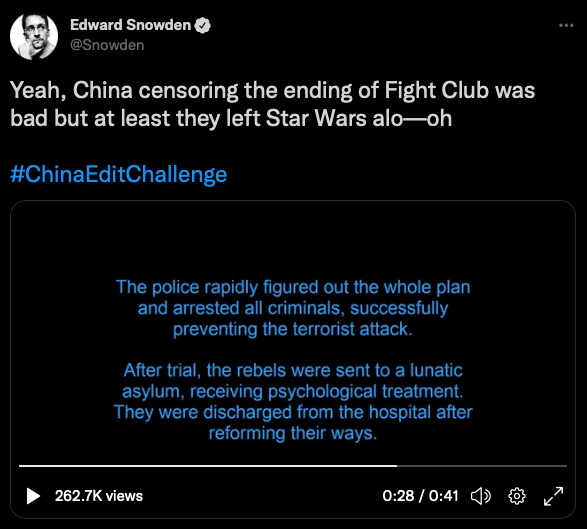 Edward Snowden
@Snowden
Yeah, China censoring the ending of Fight Club was
bad but at least they left Star Wars alo—oh
#ChinaEditChallenge
The police rapidly figured out the whole plan
and arrested all criminals, successfully
preventing the terrorist attack.
After trial, the rebels were sent to a lunatic
asylum, receiving psychological treatment.
They were discharged from the hospital after
reforming their ways.
262.7K views
0:28 / 0:41